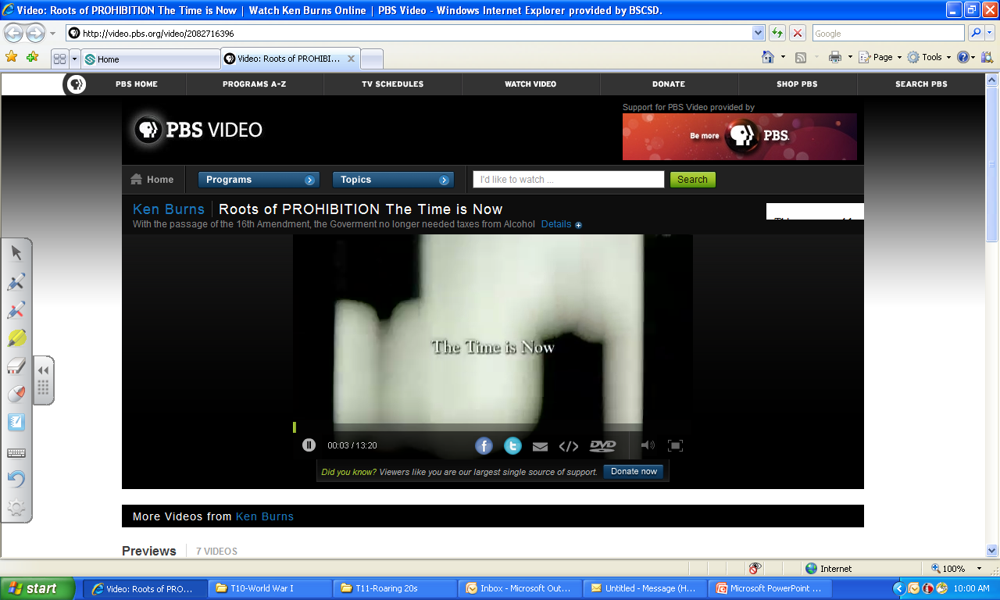 Video: Roots of PROHIBITION The Time is Now | Watch Ken Burns Online | PBS Video - Windows Internet Explorer provided by BSCSD.
http://video.pbs.org/video/2082716396
Google
Home
Video: Roots of PROHIBI...
Page
Tools
PBS HOME
PROGRAMS A-Z
TV SCHEDULES
WATCH VIDEO
DONATE
SHOP PBS
SEARCH PBS
PBS VIDEO
Support for PBS Video provided by
Be more PBS.
Home
Programs
Topics
I'd like to watch ...
Search
Ken Burns Roots of PROHIBITION The Time is Now
With the passage of the 16th Amendment, the Goverment no longer needed taxes from Alcohol Details
The Time is Now
00:03 / 13:20
DVD
Did you know? Viewers like you are our largest single source of support. Donate now
More Videos from Ken Burns
Previews 7 VIDEOS
Internet
100%
start
Video: Roots of PRO...
T10-World War I
T11-Roaring 20s
Inbox - Microsoft Out...
Untitled - Message (H...
Microsoft PowerPoint ...
10:00 AM